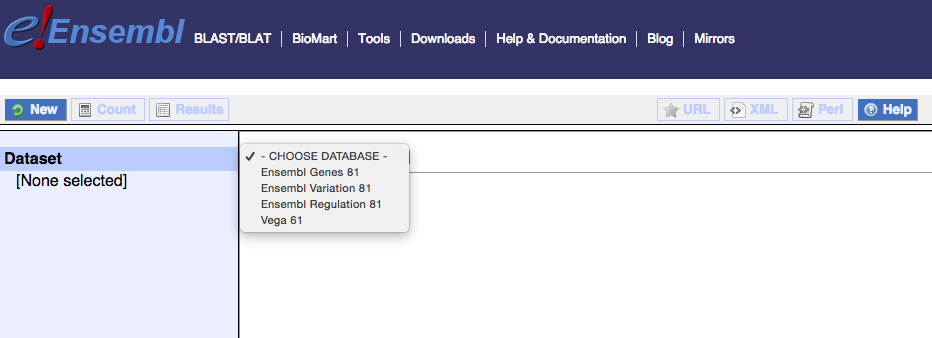 e!Ensembl BLAST/BLAT | BioMart | Tools | Downloads | Help & Documentation | Blog | Mirrors
New Count Results URL XML Perl Help
Dataset
[None selected]
✓ - CHOOSE DATABASE -
Ensembl Genes 81
Ensembl Variation 81
Ensembl Regulation 81
Vega 61